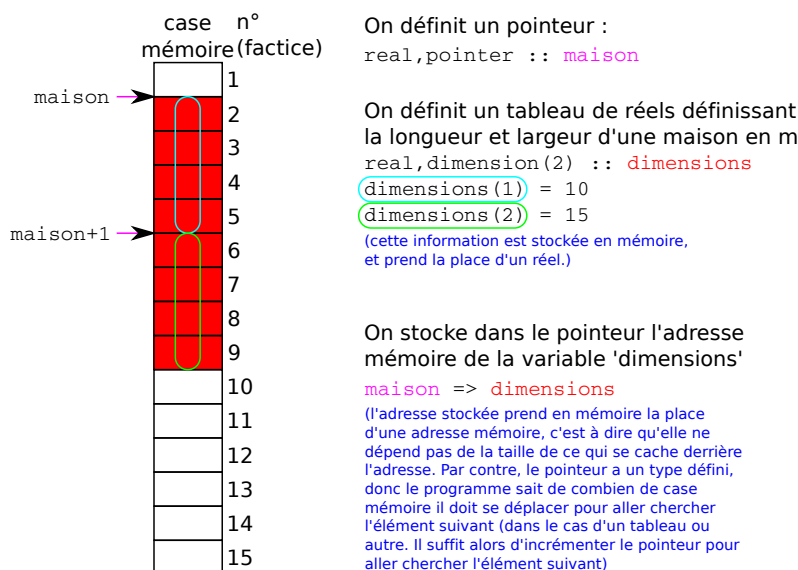 case
mémoire
n°
(factice)
maison
maison+1
1
2
3
4
5
6
7
8
9
10
11
12
13
14
15
On définit un pointeur :
real,pointer :: maison
On définit un tableau de réels définissant
la longueur et largeur d'une maison en m
real,dimension(2) :: dimensions
dimensions(1) = 10
dimensions(2) = 15
(cette information est stockée en mémoire,
et prend la place d'un réel.)
On stocke dans le pointeur l'adresse
mémoire de la variable 'dimensions'
maison => dimensions
(l'adresse stockée prend en mémoire la place
d'une adresse mémoire, c'est à dire qu'elle ne
dépend pas de la taille de ce qui se cache derrière
l'adresse. Par contre, le pointeur a un type défini,
donc le programme sait de combien de case
mémoire il doit se déplacer pour aller chercher
l'élément suivant (dans le cas d'un tableau ou
autre. Il suffit alors d'incrémenter le pointeur pour
aller chercher l'élément suivant)